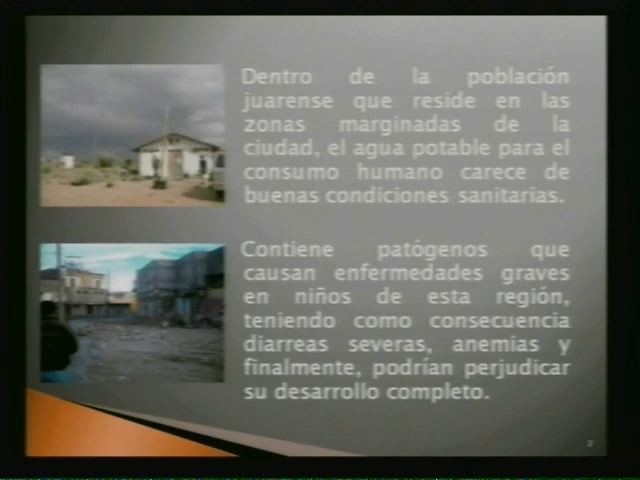 Dentro de la población
juarense que reside en las
zonas marginadas de la
ciudad, el agua potable para el
consumo humano carece de
buenas condiciones sanitarias.
Contiene patógenos que
causan enfermedades graves
en niños de esta región,
teniendo como consecuencia
diarreas severas, anemias y
finalmente, podrían perjudicar
su desarrollo completo.
2